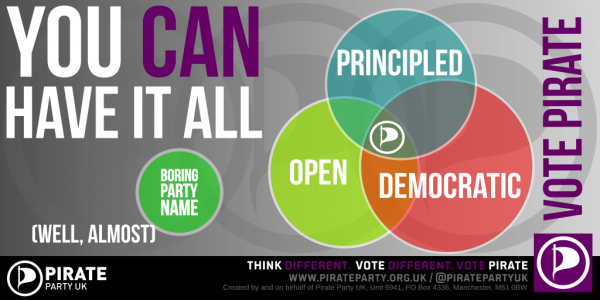 YOU CAN
HAVE IT ALL
PRINCIPLED
OPEN
DEMOCRATIC
BORING
PARTY
NAME
(WELL, ALMOST)
VOTE PIRATE
PIRATE
PARTY UK
THINK DIFFERENT. VOTE DIFFERENT. VOTE PIRATE
WWW.PIRATEPARTY.ORG.UK / @PIRATEPARTYUK
Created by and on behalf of Pirate Party UK, Unit 6941, PO Box 4336, Manchester, M61 0BW